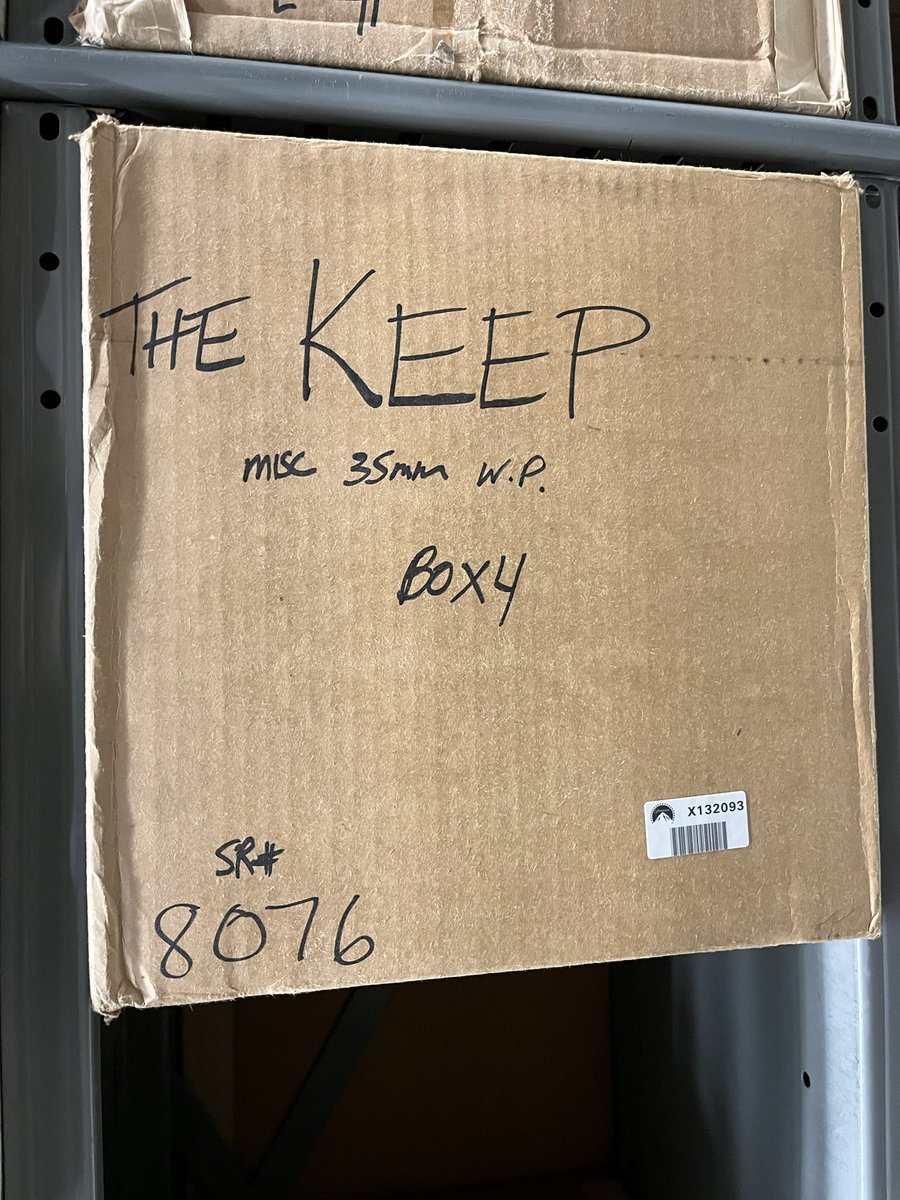 THE KEEP
MISC 35mm W.P.
BOX 4
X132093
SR#
8076